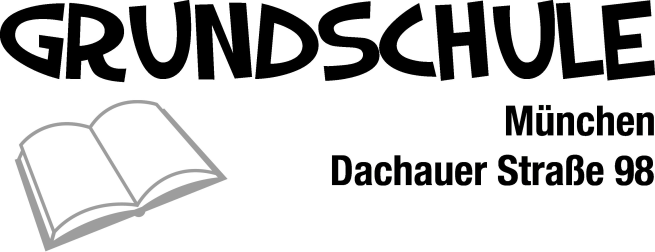 GRUNDSCHULE
München
Dachauer Straße 98